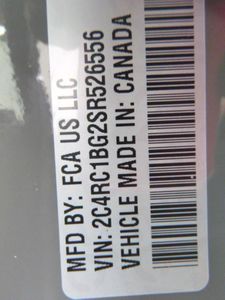 MFD BY: FCA US LLC
VIN: 2C4RC1BG2SR526556
VEHICLE MADE IN: CANADA